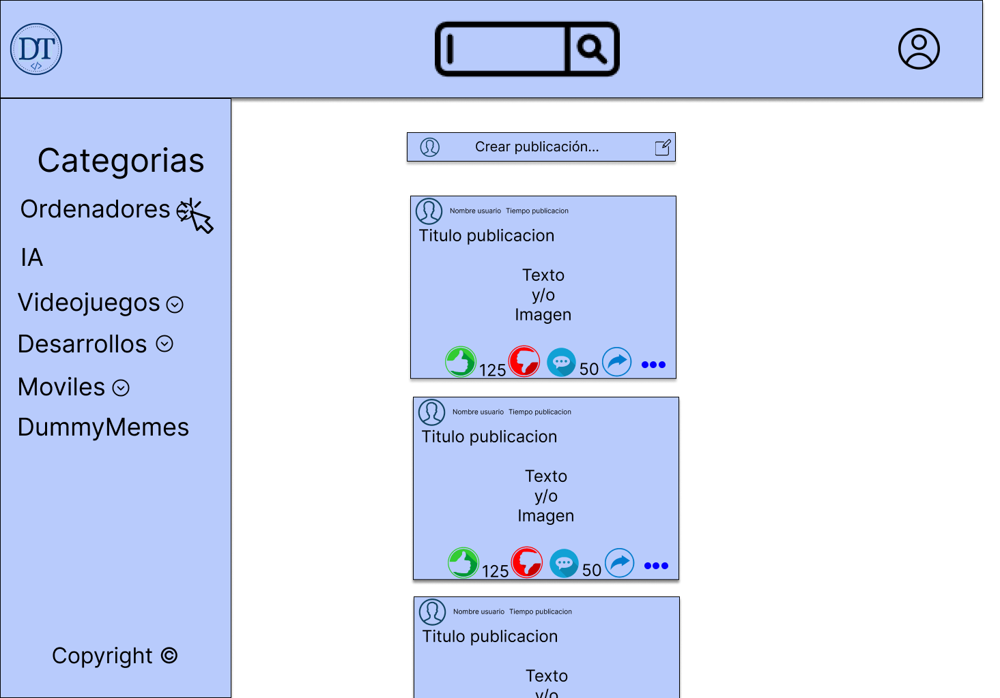 DT
</>
Categorias
Ordenadores
IA
Videojuegos
Desarrollos
Moviles
DummyMemes
Copyright ©
Crear publicación...
Nombre usuario Tiempo publicacion
Titulo publicacion
Texto
y/o
Imagen
125
50
Nombre usuario Tiempo publicacion
Titulo publicacion
Texto
y/o
Imagen
125
50
Nombre usuario Tiempo publicacion
Titulo publicacion
Texto
y/o